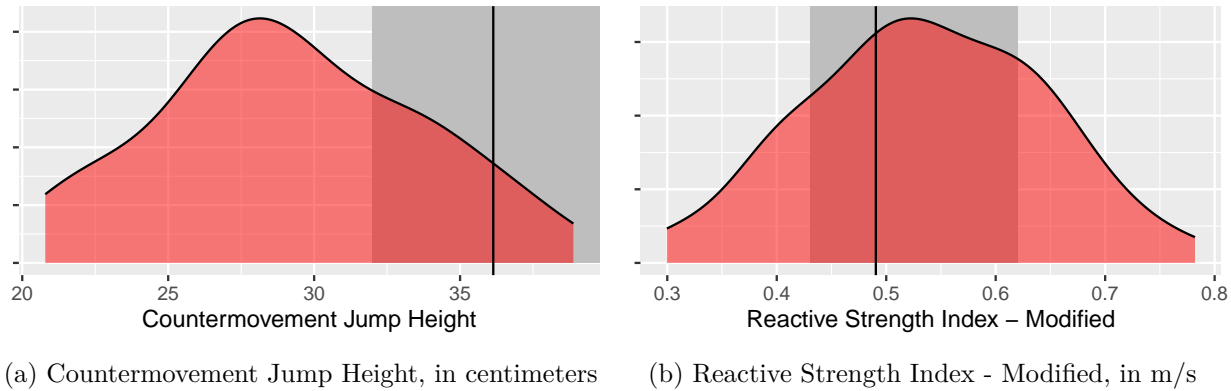 20 25 30 35
Countermovement Jump Height
(a) Countermovement Jump Height, in centimeters
0.3 0.4 0.5 0.6 0.7 0.8
Reactive Strength Index − Modified
(b) Reactive Strength Index - Modified, in m/s